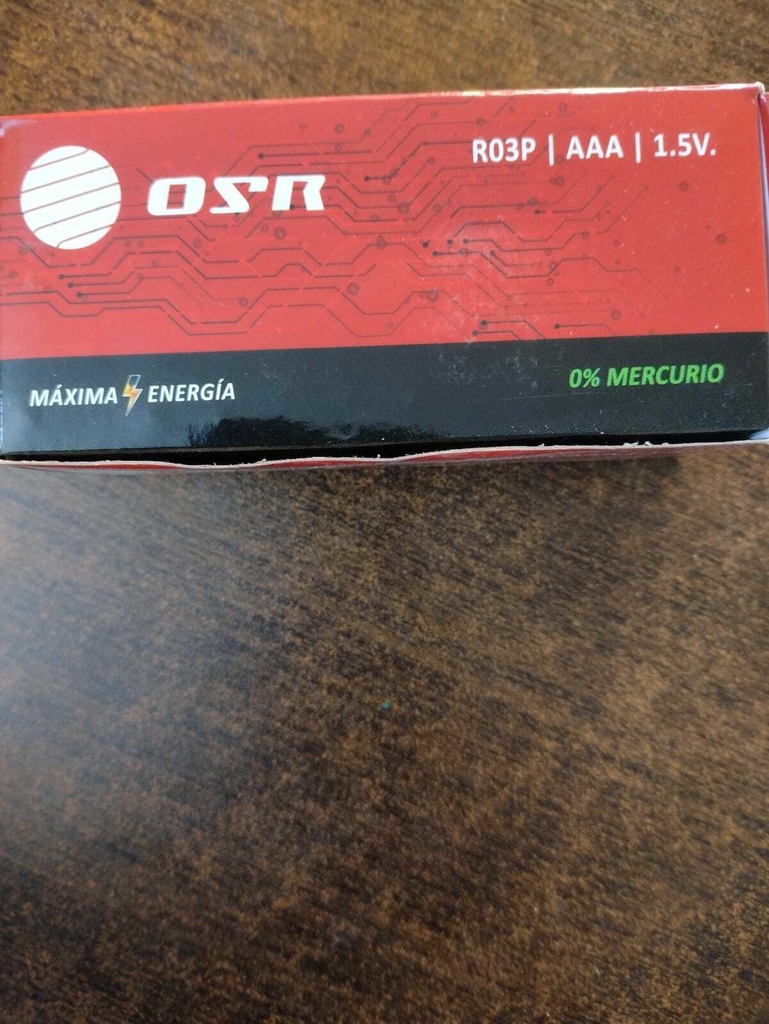 OSR
R03P | AAA | 1.5V.
MÁXIMA ENERGÍA
0% MERCURIO